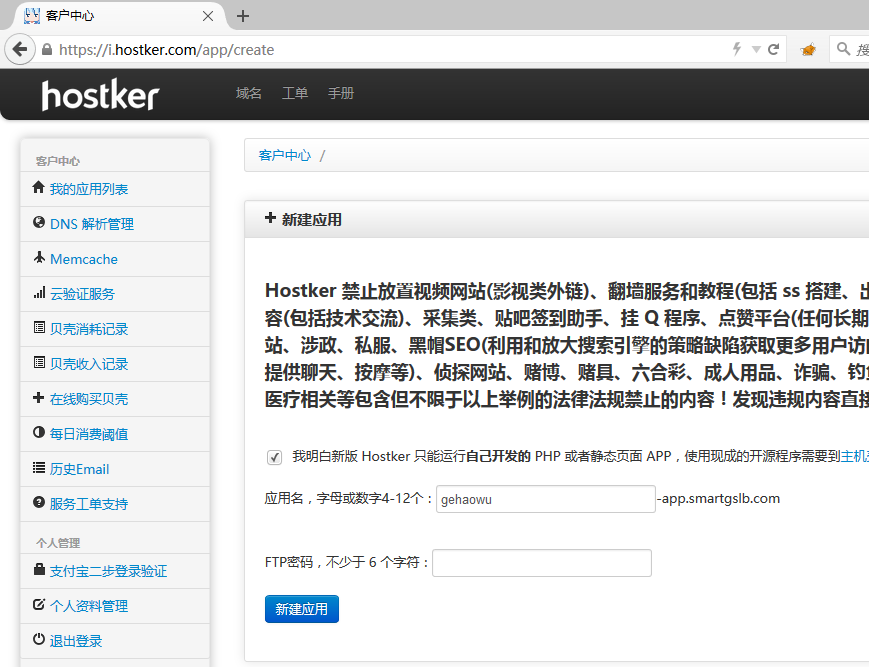 客户中心
https://i.hostker.com/app/create
搜
hostker
域名 工单 手册
客户中心
我的应用列表
DNS 解析管理
Memcache
云验证服务
贝壳消耗记录
贝壳收入记录
在线购买贝壳
每日消费阈值
历史Email
服务工单支持
个人管理
支付宝二步登录验证
个人资料管理
退出登录
客户中心 /
新建应用
Hostker 禁止放置视频网站(影视类外链)、翻墙服务和教程(包括 ss 搭建、出
容(包括技术交流)、采集类、贴吧签到助手、挂 Q 程序、点赞平台(任何长期
站、涉政、私服、黑帽SEO(利用和放大搜索引擎的策略缺陷获取更多用户访问
提供聊天、按摩等)、侦探网站、赌博、赌具、六合彩、成人用品、诈骗、钓鱼
医疗相关等包含但不限于以上举例的法律法规禁止的内容！发现违规内容直接
我明白新版 Hostker 只能运行自己开发的 PHP 或者静态页面 APP，使用现成的开源程序需要到主机
应用名，字母或数字4-12个： gehaowu -app.smartgslb.com
FTP密码，不少于 6 个字符：
新建应用